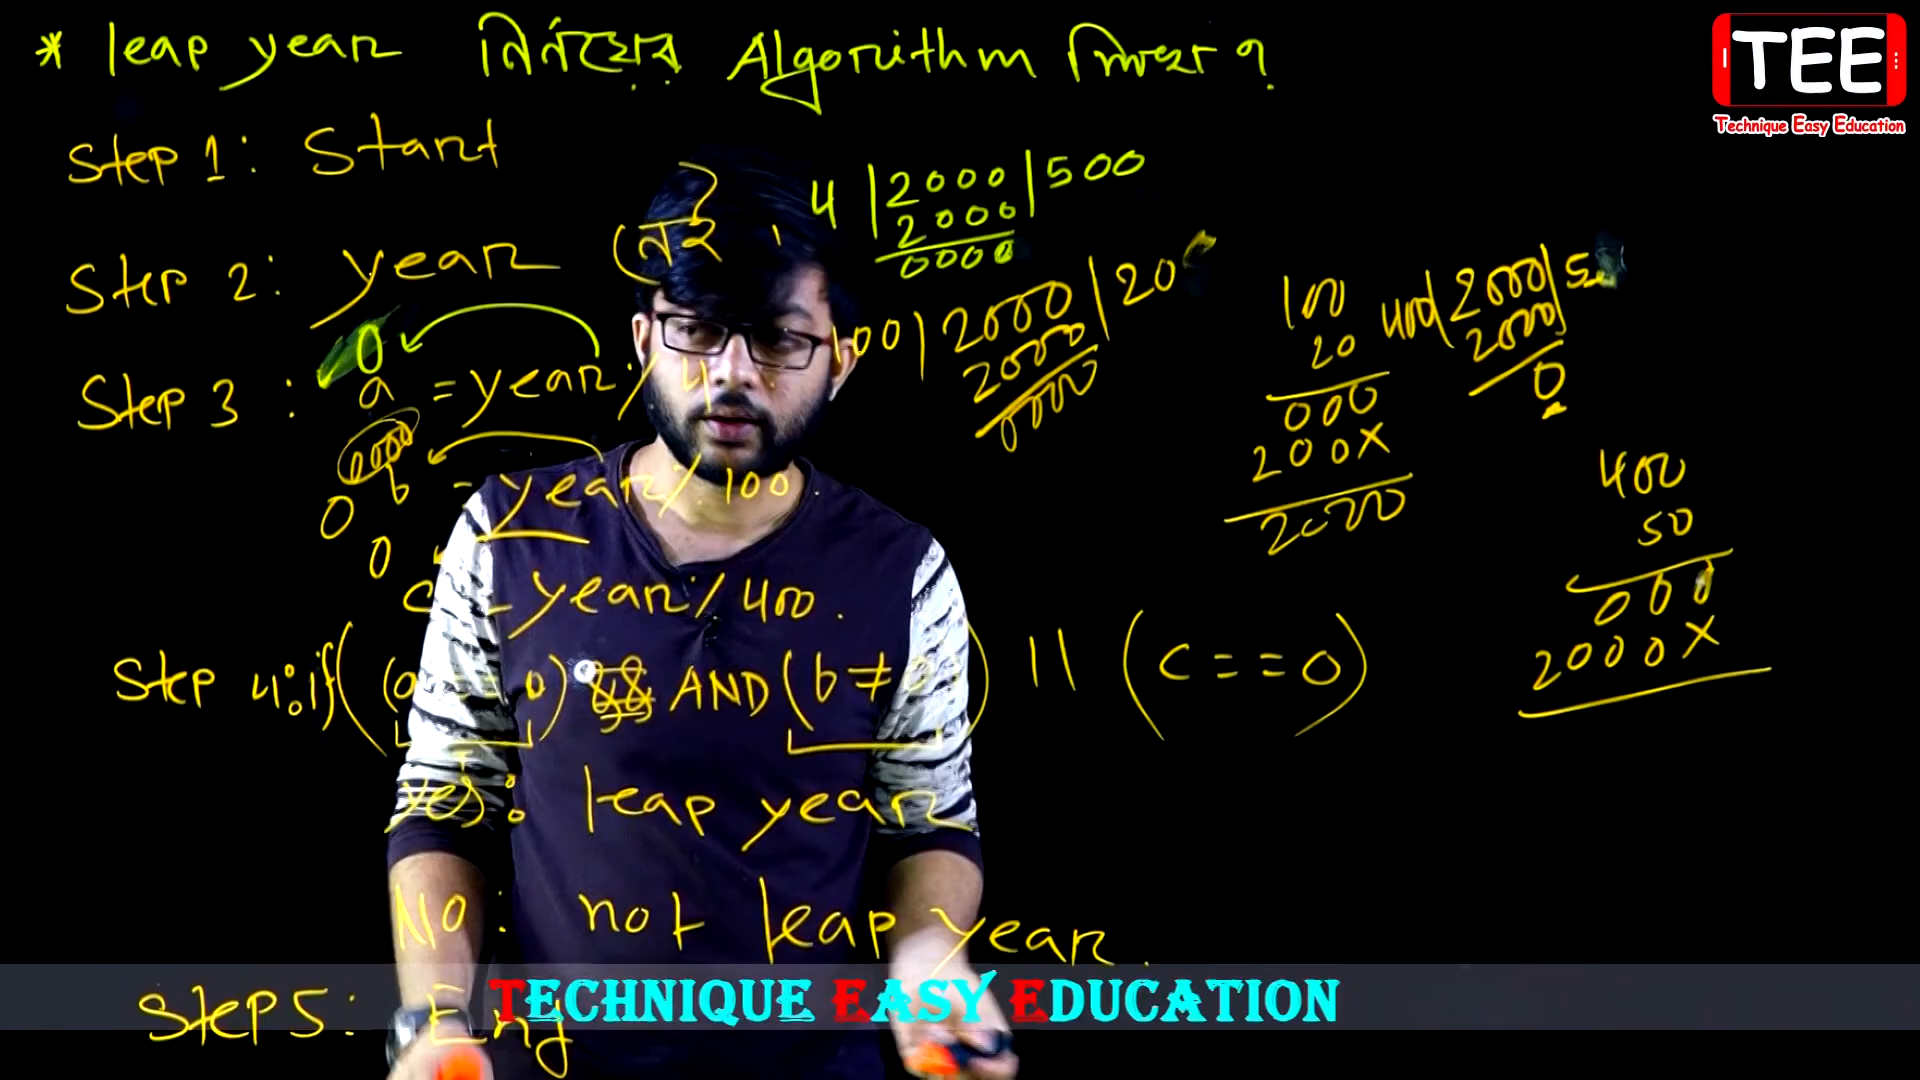 * leap year নির্ণয়ের Algorithm লিখ ?
TEE
Technique Easy Education
Step 1: Start
4 | 2000 | 500
2000
0000
Step 2: year নেই ।
100 | 2000 | 20
2000
0000
100
20
000
200X
2000
400 | 2000 | 5
2000
0
0
Step 3: a = year % 4
0 b = year % 100.
0
c = year % 400.
400
50
000
2000X
Step 4: if( (a 0) && AND (b ≠ 0) ) || (c == 0)
yes: leap year
No: not leap year.
Step 5: End
TECHNIQUE EASY EDUCATION